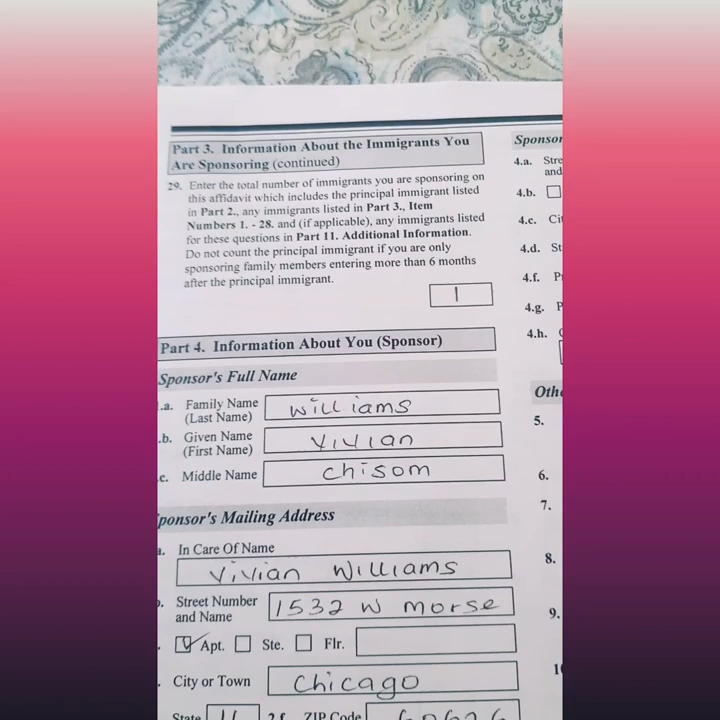 Part 3. Information About the Immigrants You
Are Sponsoring (continued)
29. Enter the total number of immigrants you are sponsoring on
this affidavit which includes the principal immigrant listed
in Part 2., any immigrants listed in Part 3., Item
Numbers 1. - 28. and (if applicable), any immigrants listed
for these questions in Part 11. Additional Information.
Do not count the principal immigrant if you are only
sponsoring family members entering more than 6 months
after the principal immigrant.
1
Part 4. Information About You (Sponsor)
Sponsor's Full Name
.a. Family Name
(Last Name)
Williams
.b. Given Name
(First Name)
Vivian
.c. Middle Name
Chisom
ponsor's Mailing Address
In Care Of Name
Vivian Williams
Street Number
and Name
1532 W Morse
Apt. Ste. Flr.
City or Town
Chicago
State
IL
2.f. ZIP Code
60626
Sponsor
4.a. Stre
and
4.b.
4.c. Cit
4.d. St
4.f. P
4.g. P
4.h.
Othe
5.
6.
7.
8.
9.